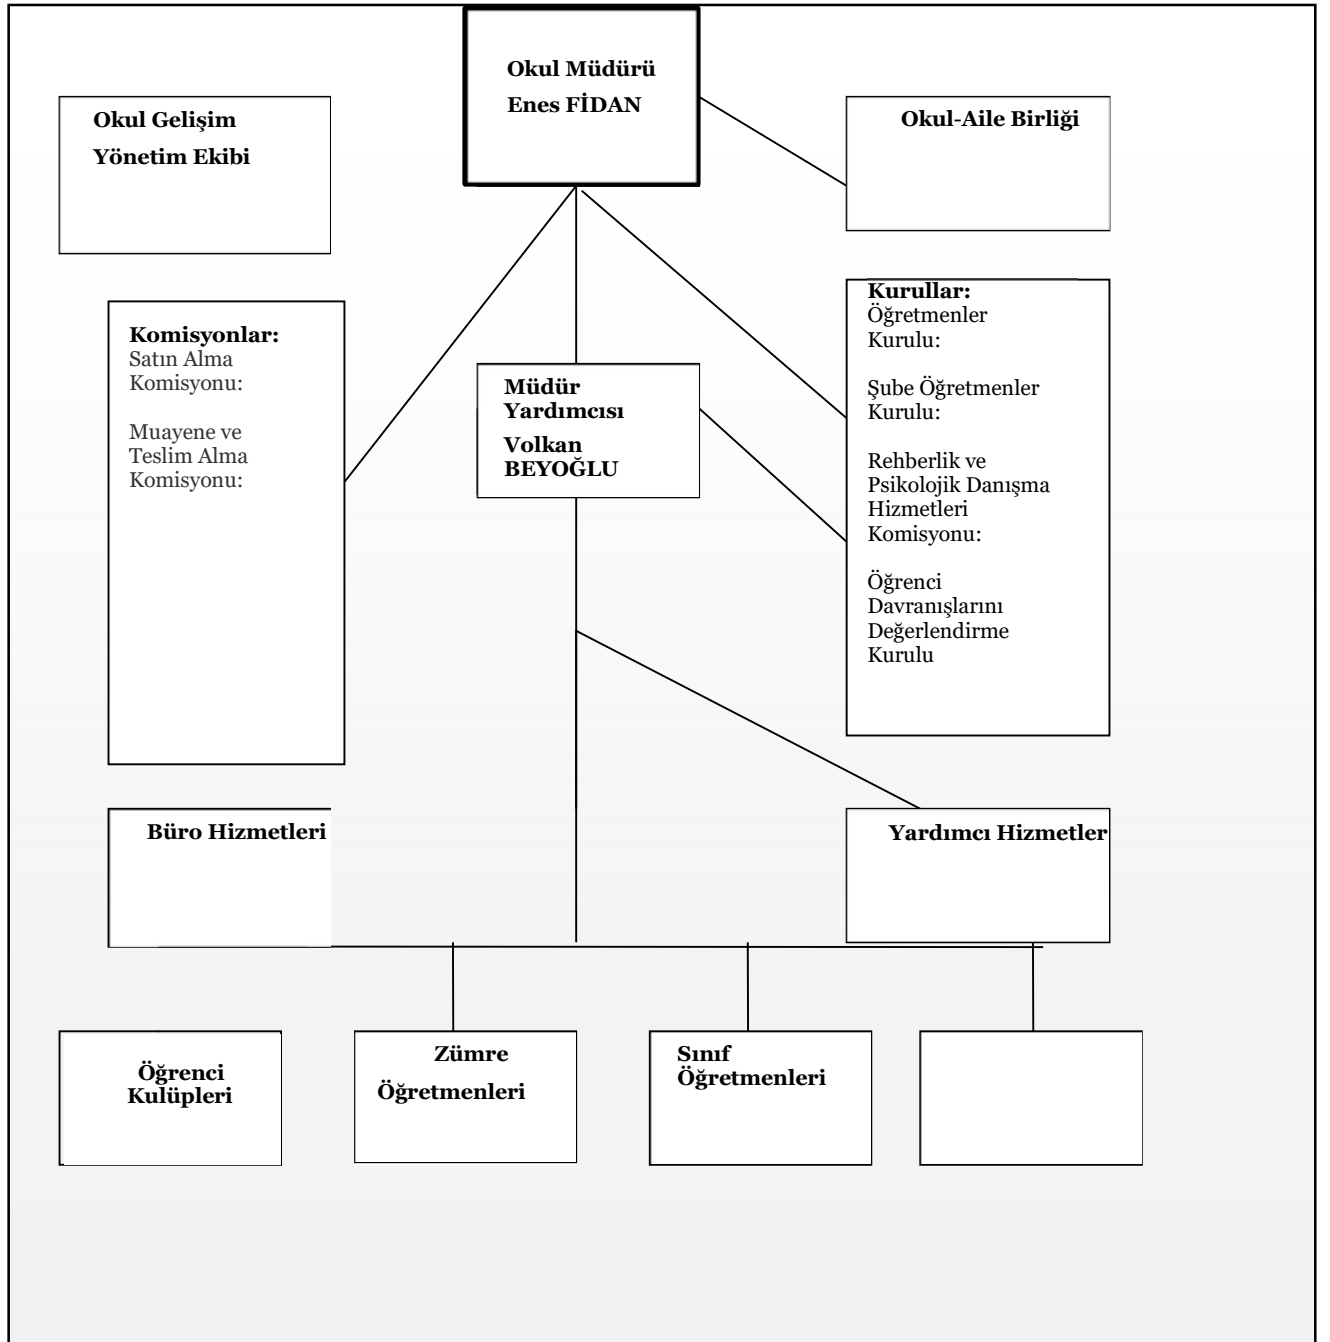 Okul Müdürü
Enes FİDAN
Okul Gelişim
Yönetim Ekibi
Okul-Aile Birliği
Komisyonlar:
Satın Alma
Komisyonu:
Muayene ve
Teslim Alma
Komisyonu:
Müdür
Yardımcısı
Volkan
BEYOĞLU
Kurullar:
Öğretmenler
Kurulu:
Şube Öğretmenler
Kurulu:
Rehberlik ve
Psikolojik Danışma
Hizmetleri
Komisyonu:
Öğrenci
Davranışlarını
Değerlendirme
Kurulu
Büro Hizmetleri
Yardımcı Hizmetler
Öğrenci
Kulüpleri
Zümre
Öğretmenleri
Sınıf
Öğretmenleri